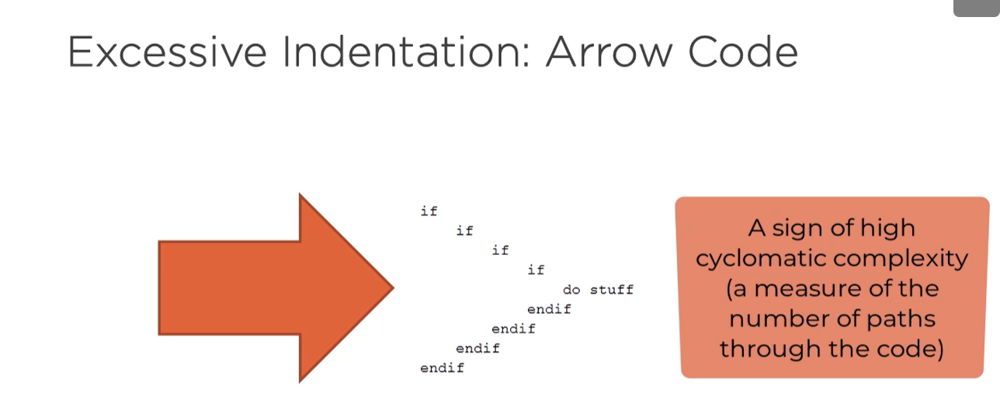 Excessive Indentation: Arrow Code
if
if
if
if
do stuff
endif
endif
endif
endif
A sign of high
cyclomatic complexity
(a measure of the
number of paths
through the code)